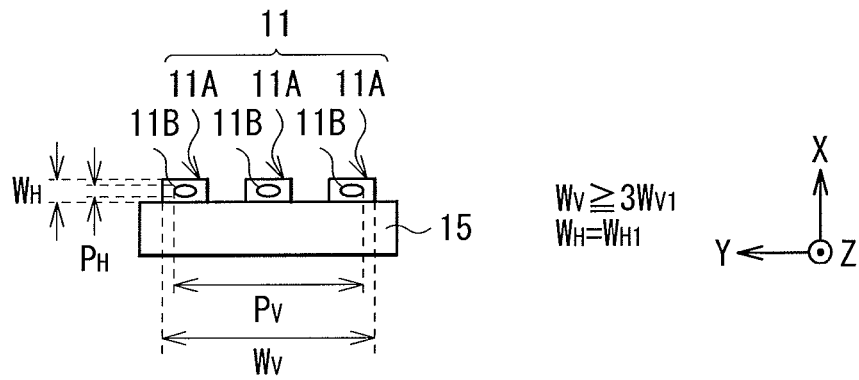 11
11A 11A 11A
11B 11B 11B
WH
PH
15
PV
WV
WV≧3WV1
WH=WH1
X
Y
Z